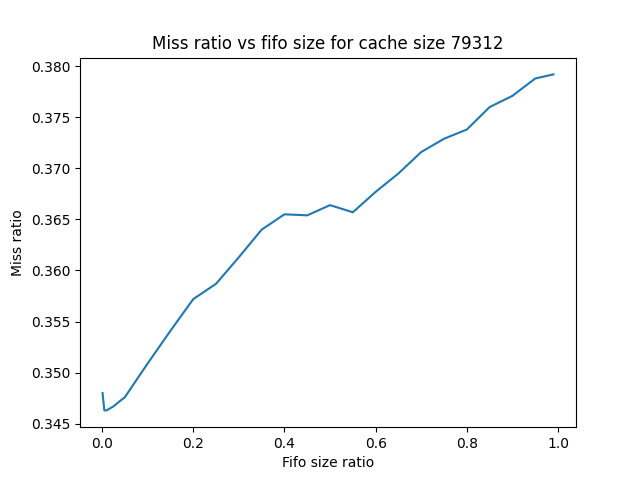 Miss ratio vs fifo size for cache size 79312
0.380
0.375
0.370
0.365
0.360
0.355
0.350
0.345
Miss ratio
0.0 0.2 0.4 0.6 0.8 1.0
Fifo size ratio